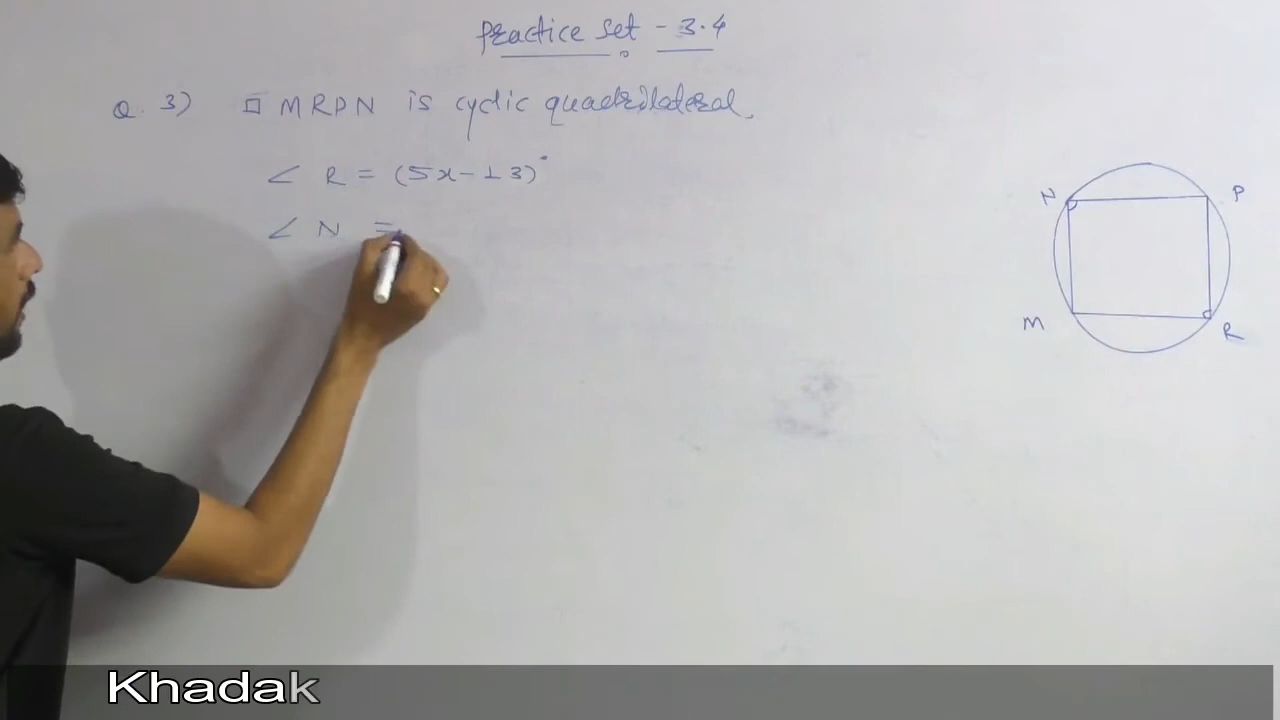 Practice Set - 3.4
Q. 3) □ MRPN is cyclic quadrilateral.
∠ R = (5x-13)°
∠ N =
N P
M R
Khadak